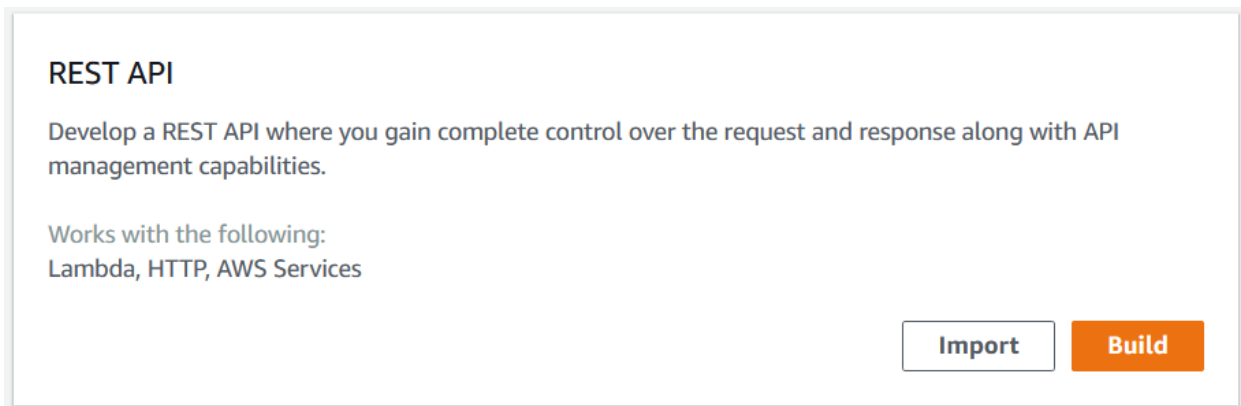 REST API
Develop a REST API where you gain complete control over the request and response along with API
management capabilities.
Works with the following:
Lambda, HTTP, AWS Services
Import
Build